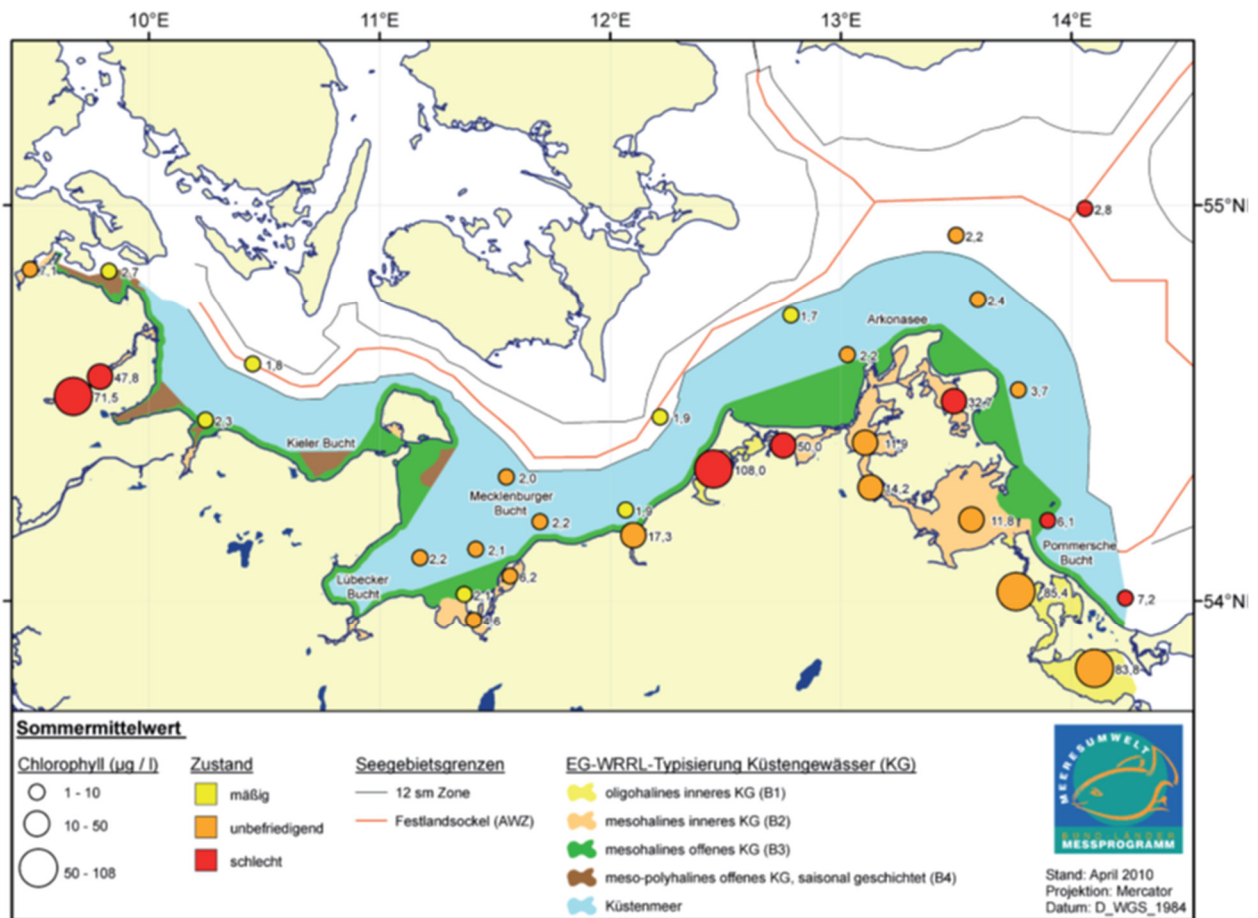 10°E 11°E 12°E 13°E 14°E
55°N
2,8
2,2
7,1
2,7
2,4
1,7
Arkonasee
2,2
1,8
47,8
3,7
71,5
32,7
1,9
2,3
Kieler Bucht
11,9
50,0
108,0
2,0
14,2
Mecklenburger
Bucht
1,9
2,2
11,8
6,1
17,3
2,1
Pommersche
Bucht
2,2
6,2
Lübecker
Bucht
2,1
85,4
7,2
54°N
4,6
83,8
Sommermittelwert
Chlorophyll (µg / l)
1 - 10
10 - 50
50 - 108
Zustand
mäßig
unbefriedigend
schlecht
Seegebietsgrenzen
12 sm Zone
Festlandsockel (AWZ)
EG-WRRL-Typisierung Küstengewässer (KG)
oligohalines inneres KG (B1)
mesohalines inneres KG (B2)
mesohalines offenes KG (B3)
meso-polyhalines offenes KG, saisonal geschichtet (B4)
Küstenmeer
MEERESUMWELT
BUND LÄNDER
MESSPROGRAMM
Stand: April 2010
Projektion: Mercator
Datum: D_WGS_1984